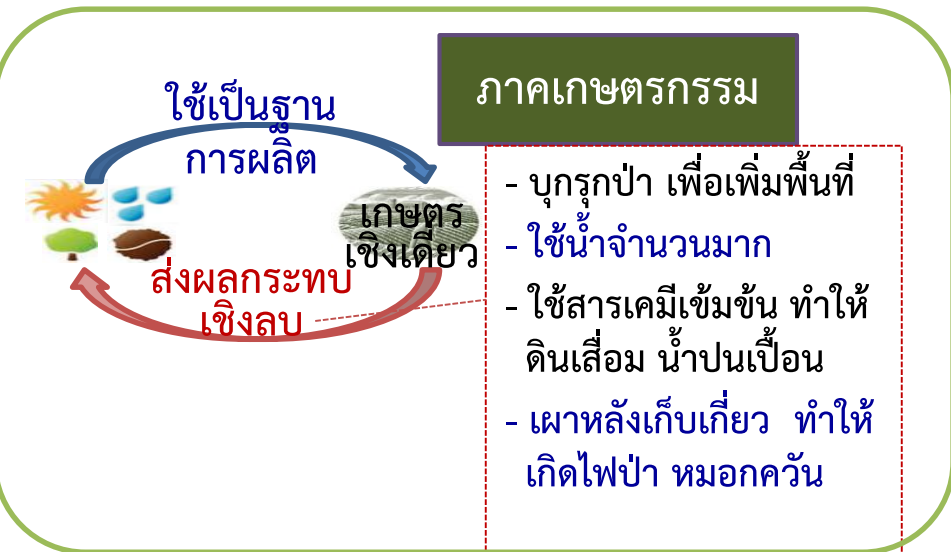 ภาคเกษตรกรรม
ใช้เป็นฐาน
การผลิต
เกษตร
เชิงเดี่ยว
ส่งผลกระทบ
เชิงลบ
- บุกรุกป่า เพื่อเพิ่มพื้นที่
- ใช้น้ำจำนวนมาก
- ใช้สารเคมีเข้มข้น ทำให้
ดินเสื่อม น้ำปนเปื้อน
- เผาหลังเก็บเกี่ยว ทำให้
เกิดไฟป่า หมอกควัน